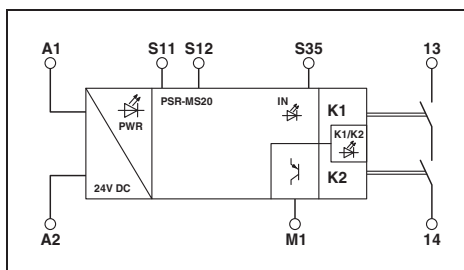 A1 S11 S12 S35 13
PSR-MS20 IN K1
PWR K1/K2
24V DC K2
A2 M1 14